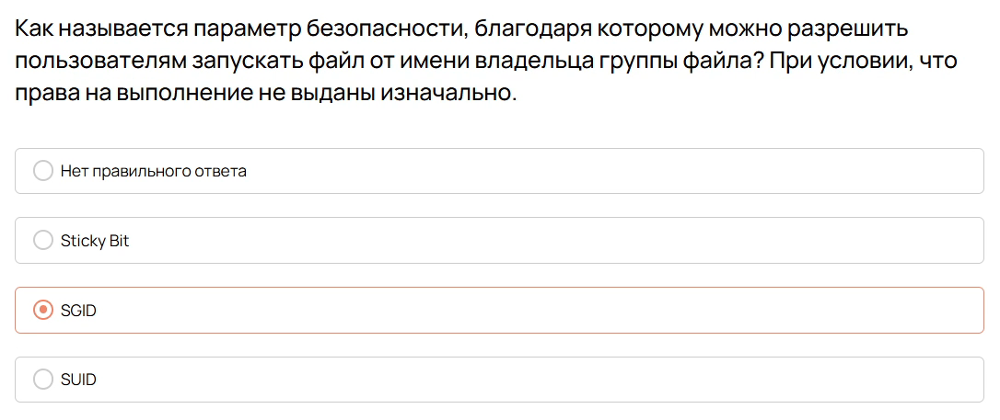 Как называется параметр безопасности, благодаря которому можно разрешить
пользователям запускать файл от имени владельца группы файла? При условии, что
права на выполнение не выданы изначально.
Нет правильного ответа
Sticky Bit
SGID
SUID